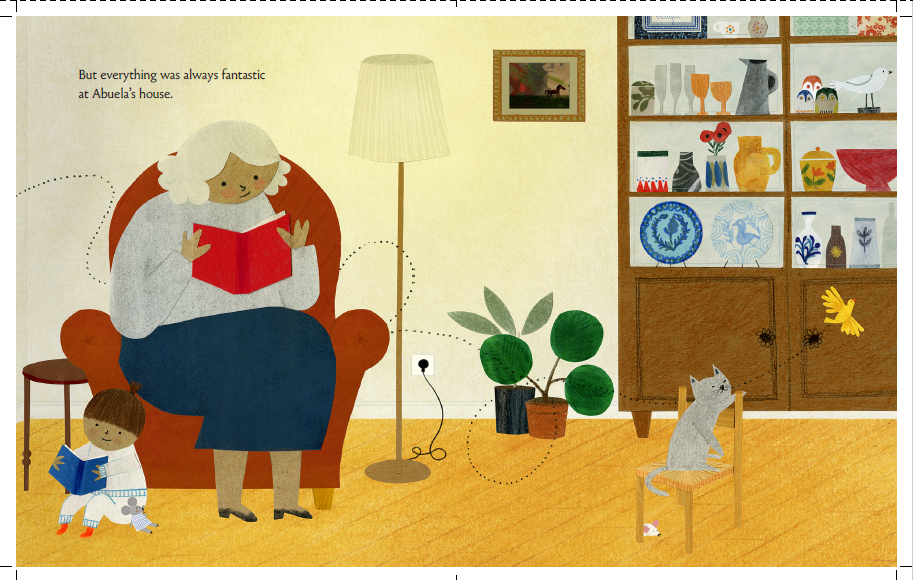 But everything was always fantastic
at Abuela's house.